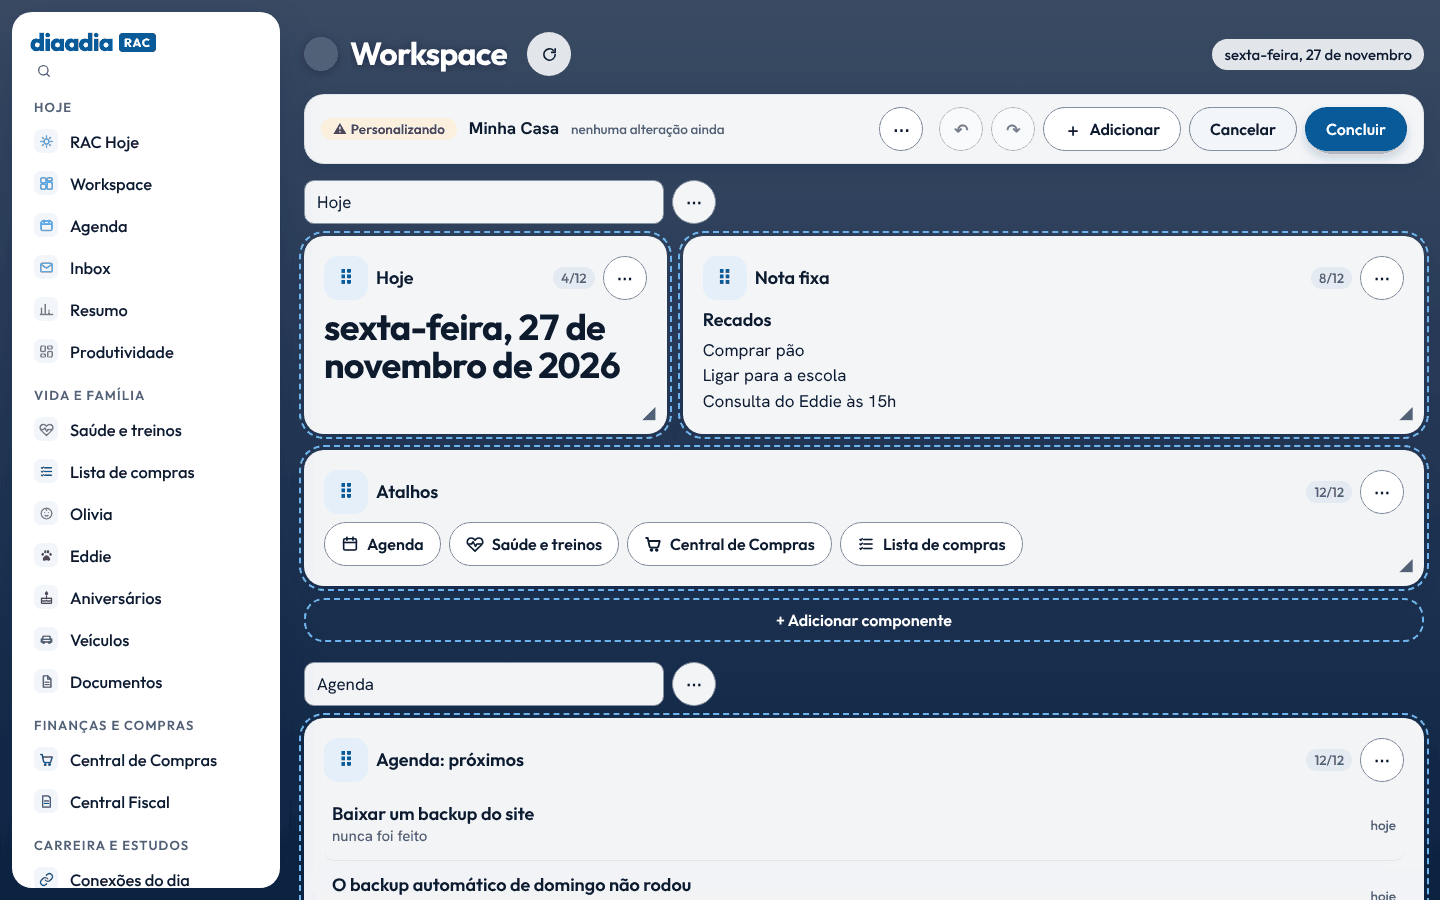 diaadia RAC
HOJE
RAC Hoje
Workspace
Agenda
Inbox
Resumo
Produtividade
VIDA E FAMÍLIA
Saúde e treinos
Lista de compras
Olivia
Eddie
Aniversários
Veículos
Documentos
FINANÇAS E COMPRAS
Central de Compras
Central Fiscal
CARREIRA E ESTUDOS
Conexões do dia
Workspace
sexta-feira, 27 de novembro
Personalizando Minha Casa nenhuma alteração ainda
+ Adicionar Cancelar Concluir
Hoje
Hoje 4/12
sexta-feira, 27 de
novembro de 2026
Nota fixa 8/12
Recados
Comprar pão
Ligar para a escola
Consulta do Eddie às 15h
Atalhos 12/12
Agenda Saúde e treinos Central de Compras Lista de compras
+ Adicionar componente
Agenda
Agenda: próximos 12/12
Baixar um backup do site
nunca foi feito
hoje
O backup automático de domingo não rodou
hoje